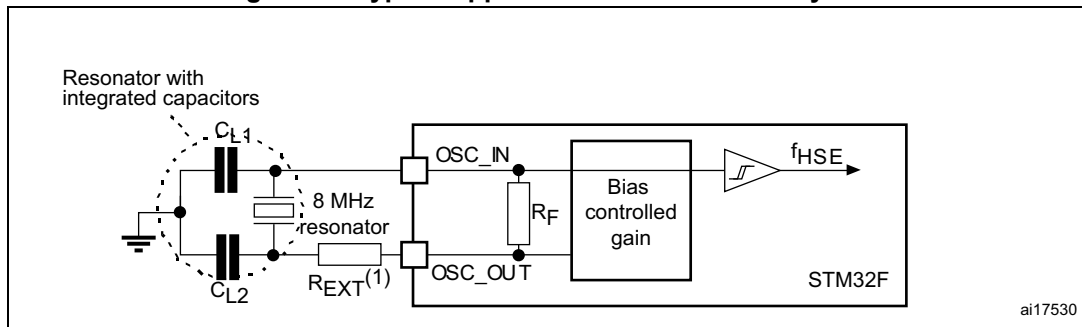 Resonator with
integrated capacitors
CL1
OSC_IN
fHSE
8 MHz
resonator
RF
Bias
controlled
gain
REXT(1)
OSC_OUT
STM32F
CL2
ai17530